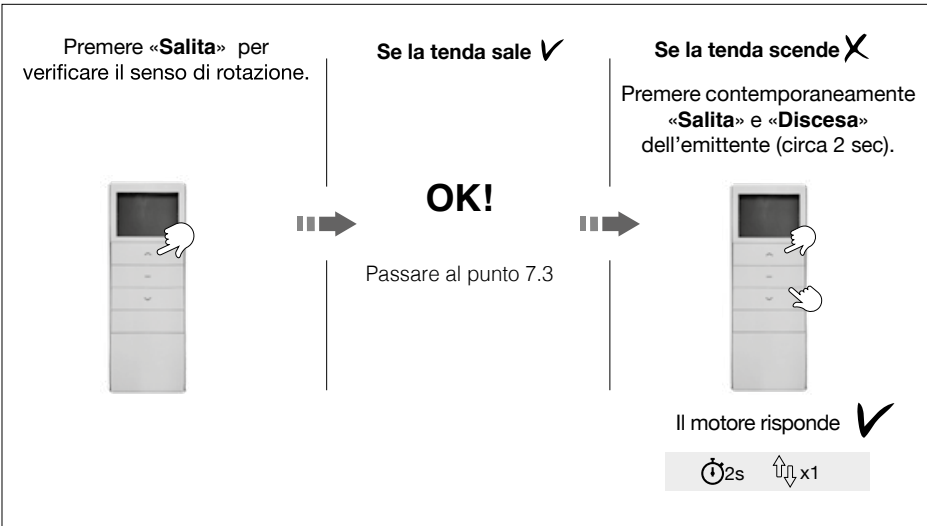 Premere «Salita» per
verificare il senso di rotazione.
Se la tenda sale
OK!
Passare al punto 7.3
Se la tenda scende
Premere contemporaneamente
«Salita» e «Discesa»
dell'emittente (circa 2 sec).
Il motore risponde
2s x1